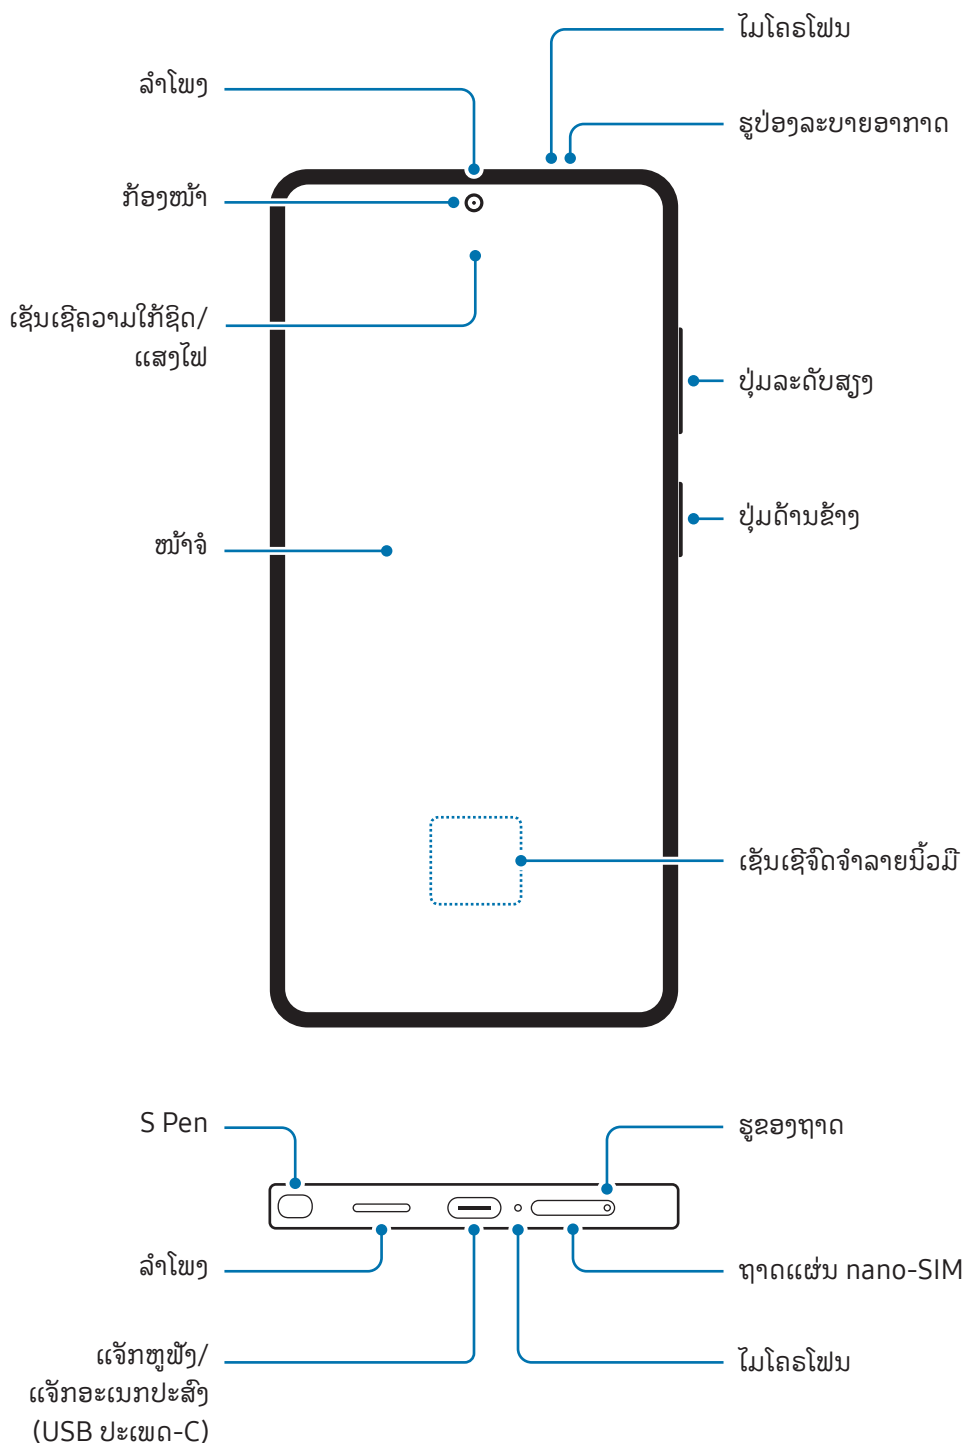 ໄມໂຄຣໂຟນ
ລຳໂພງ
ຮູປ່ອງລະບາຍອາກາດ
ກ້ອງໜ້າ
ເຊັນເຊີຄວາມໃກ້ຊິດ/
ແສງໄຟ
ປຸ່ມລະດັບສຽງ
ປຸ່ມດ້ານຂ້າງ
ໜ້າຈໍ
ເຊັນເຊີຈົດຈຳລາຍນິ້ວມື
S Pen
ຮູຂອງຖາດ
ລຳໂພງ
ຖາດແຜ່ນ nano-SIM
ແຈັກຫູຟັງ/
ແຈັກອະເນກປະສົງ
(USB ປະເພດ-C)
ໄມໂຄຣໂຟນ